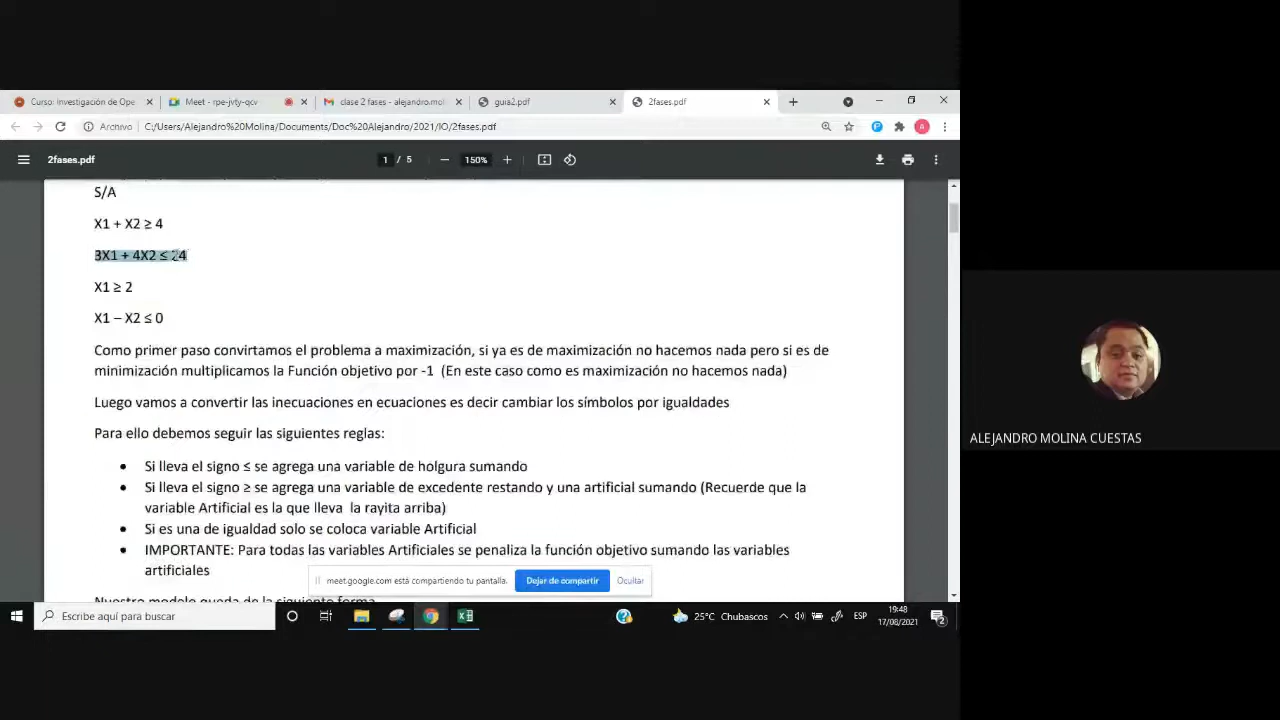 Curso: Investigación de Ope
Meet - rpe-jvty-qcv
clase 2 fases - alejandro.mol
guia2.pdf
2fases.pdf
Archivo
C:/Users/Alejandro%20Molina/Documents/Doc%20Alejandro/2021/IO/2fases.pdf
2fases.pdf
1 / 5
150%
S/A
X1 + X2 ≥ 4
3X1 + 4X2 ≤ 24
X1 ≥ 2
X1 – X2 ≤ 0
Como primer paso convirtamos el problema a maximización, si ya es de maximización no hacemos nada pero si es de
minimización multiplicamos la Función objetivo por -1 (En este caso como es maximización no hacemos nada)
Luego vamos a convertir las inecuaciones en ecuaciones es decir cambiar los símbolos por igualdades
Para ello debemos seguir las siguientes reglas:
• Si lleva el signo ≤ se agrega una variable de holgura sumando
• Si lleva el signo ≥ se agrega una variable de excedente restando y una artificial sumando (Recuerde que la
variable Artificial es la que lleva la rayita arriba)
• Si es una de igualdad solo se coloca variable Artificial
• IMPORTANTE: Para todas las variables Artificiales se penaliza la función objetivo sumando las variables
artificiales
Nuestro modelo queda de la siguiente forma
meet.google.com está compartiendo tu pantalla.
Dejar de compartir
Ocultar
ALEJANDRO MOLINA CUESTAS
Escribe aquí para buscar
25°C Chubascos
ESP
19:48
17/08/2021
2